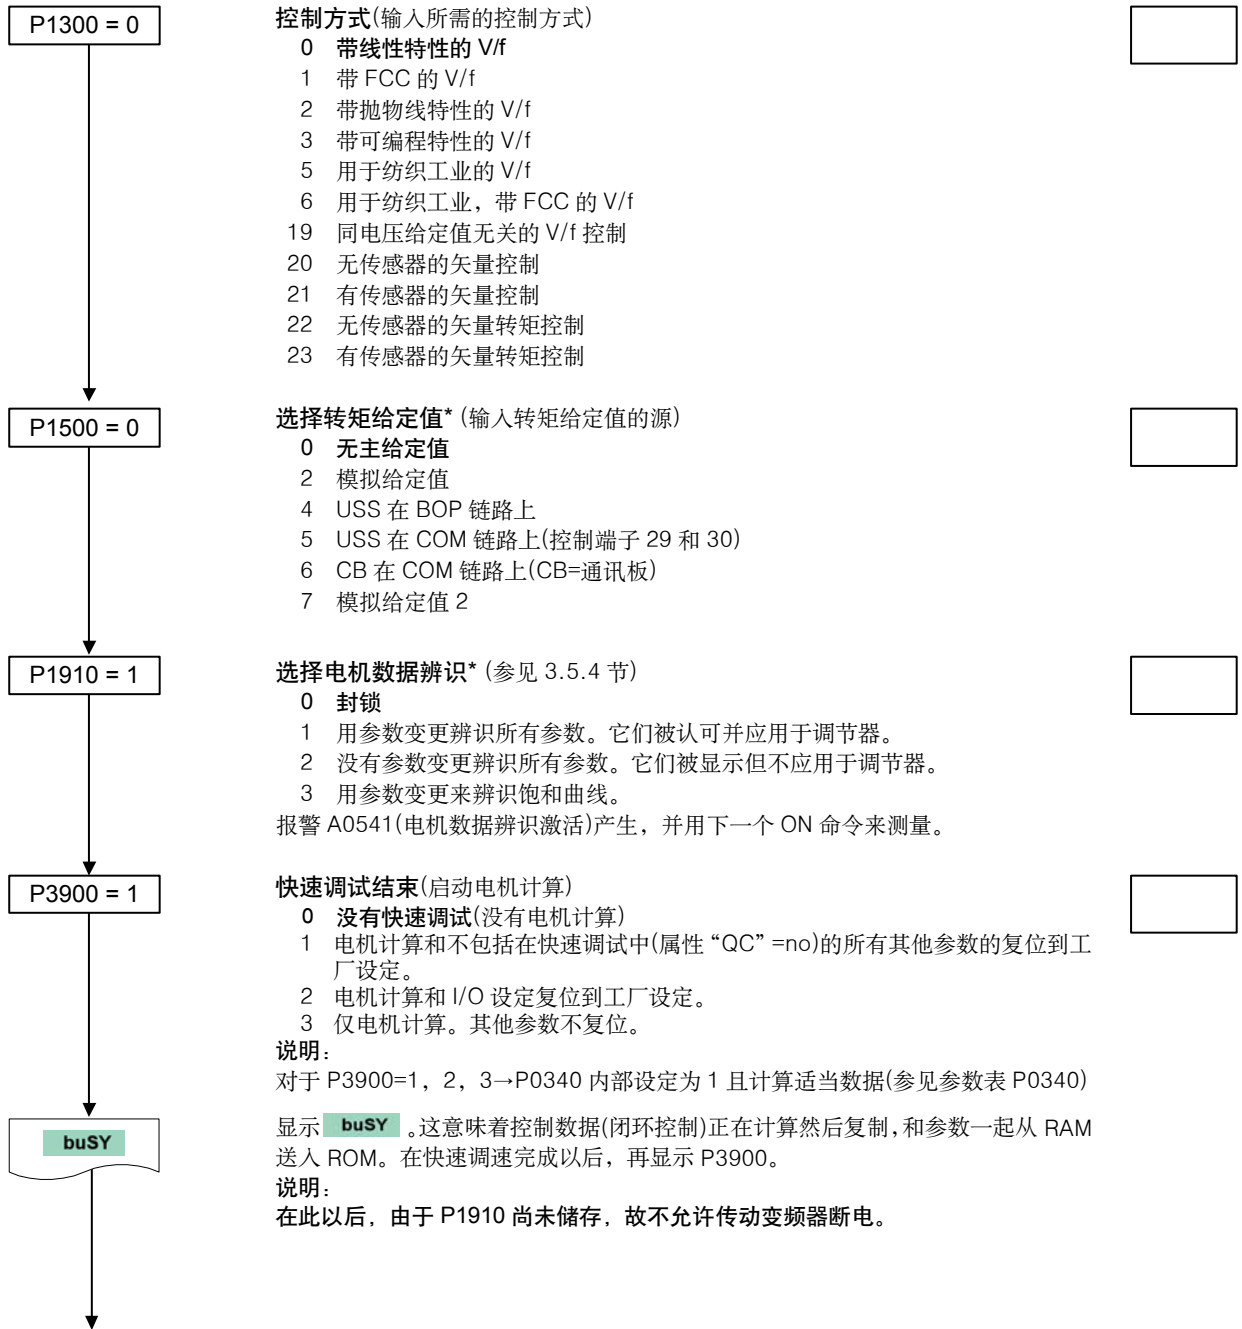 P1300 = 0
控制方式(输入所需的控制方式)
0 带线性特性的 V/f
1 带 FCC 的 V/f
2 带抛物线特性的 V/f
3 带可编程特性的 V/f
5 用于纺织工业的 V/f
6 用于纺织工业，带 FCC 的 V/f
19 同电压给定值无关的 V/f 控制
20 无传感器的矢量控制
21 有传感器的矢量控制
22 无传感器的矢量转矩控制
23 有传感器的矢量转矩控制
P1500 = 0
选择转矩给定值* (输入转矩给定值的源)
0 无主给定值
2 模拟给定值
4 USS 在 BOP 链路上
5 USS 在 COM 链路上(控制端子 29 和 30)
6 CB 在 COM 链路上(CB=通讯板)
7 模拟给定值 2
P1910 = 1
选择电机数据辨识* (参见 3.5.4 节)
0 封锁
1 用参数变更辨识所有参数。它们被认可并应用于调节器。
2 没有参数变更辨识所有参数。它们被显示但不应用于调节器。
3 用参数变更来辨识饱和曲线。
报警 A0541(电机数据辨识激活)产生，并用下一个 ON 命令来测量。
P3900 = 1
快速调试结束(启动电机计算)
0 没有快速调试(没有电机计算)
1 电机计算和不包括在快速调试中(属性“QC”=no)的所有其他参数的复位到工
厂设定。
2 电机计算和 I/O 设定复位到工厂设定。
3 仅电机计算。其他参数不复位。
说明：
对于 P3900=1，2，3→P0340 内部设定为 1 且计算适当数据(参见参数表 P0340)
buSY
显示 buSY 。这意味着控制数据(闭环控制)正在计算然后复制,和参数一起从 RAM
送入 ROM。在快速调速完成以后，再显示 P3900。
说明：
在此以后，由于 P1910 尚未储存，故不允许传动变频器断电。